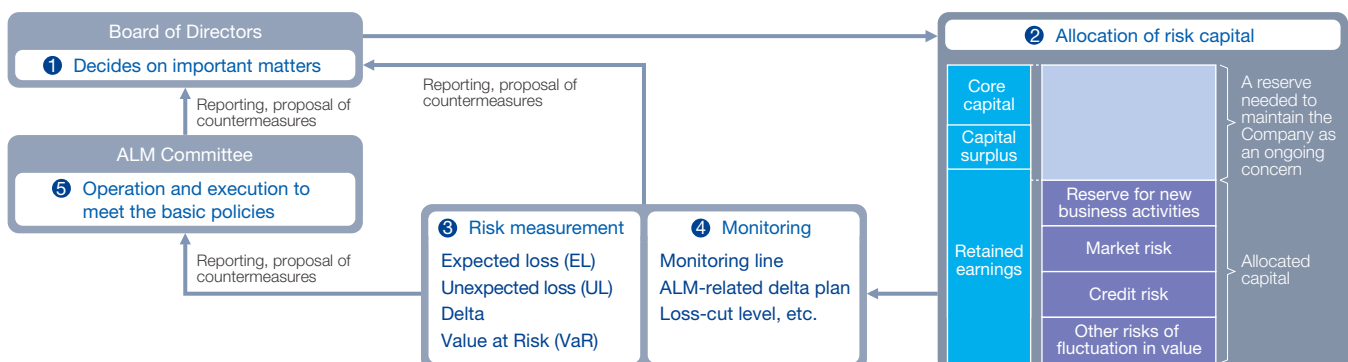 Board of Directors
❶ Decides on important matters
Reporting, proposal of
countermeasures
ALM Committee
❺ Operation and execution to
meet the basic policies
Reporting, proposal of
countermeasures
Reporting, proposal of
countermeasures
❸ Risk measurement
Expected loss (EL)
Unexpected loss (UL)
Delta
Value at Risk (VaR)
❹ Monitoring
Monitoring line
ALM-related delta plan
Loss-cut level, etc.
❷ Allocation of risk capital
Core
capital
Capital
surplus
Retained
earnings
Reserve for new
business activities
Market risk
Credit risk
Other risks of
fluctuation in value
A reserve
needed to
maintain the
Company as
an ongoing
concern
Allocated
capital